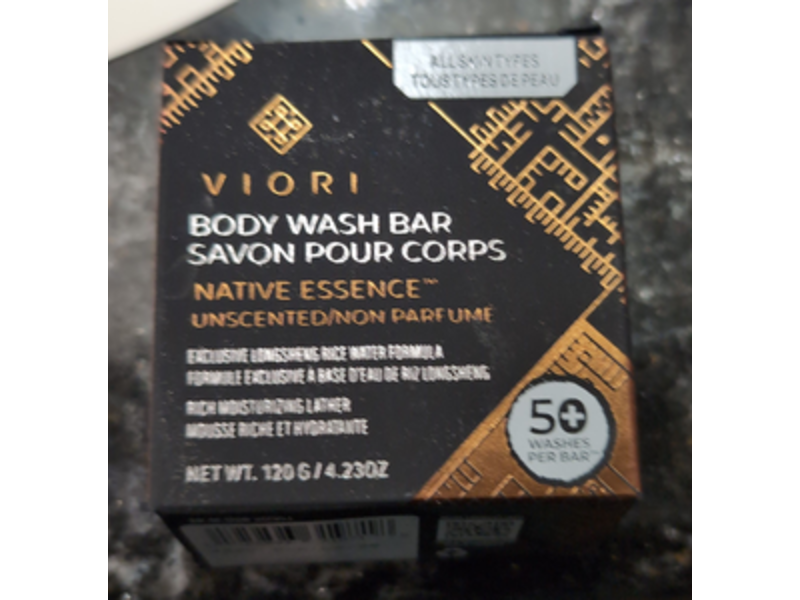 ALL SKIN TYPES
TOUS TYPES DE PEAU
VIORI
BODY WASH BAR
SAVON POUR CORPS
NATIVE ESSENCE™
UNSCENTED/NON PARFUMÉ
EXCLUSIVE LONGSHENG RICE WATER FORMULA
FORMULE EXCLUSIVE À BASE D'EAU DE RIZ LONGSHENG
RICH MOISTURIZING LATHER
MOUSSE RICHE ET HYDRATANTE
50+
WASHES
PER BAR™
NET WT. 120 G / 4.23OZ